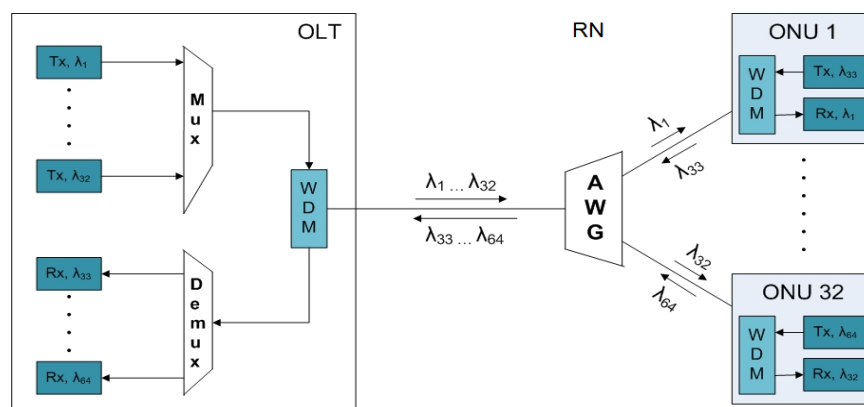 OLT
RN
ONU 1
Tx, λ1
Mux
Tx, λ32
WDM
Rx, λ33
Demux
Rx, λ64
λ1 ... λ32
λ33 ... λ64
AWG
λ1
λ33
λ32
λ64
WDM
Tx, λ33
Rx, λ1
ONU 32
WDM
Tx, λ64
Rx, λ32